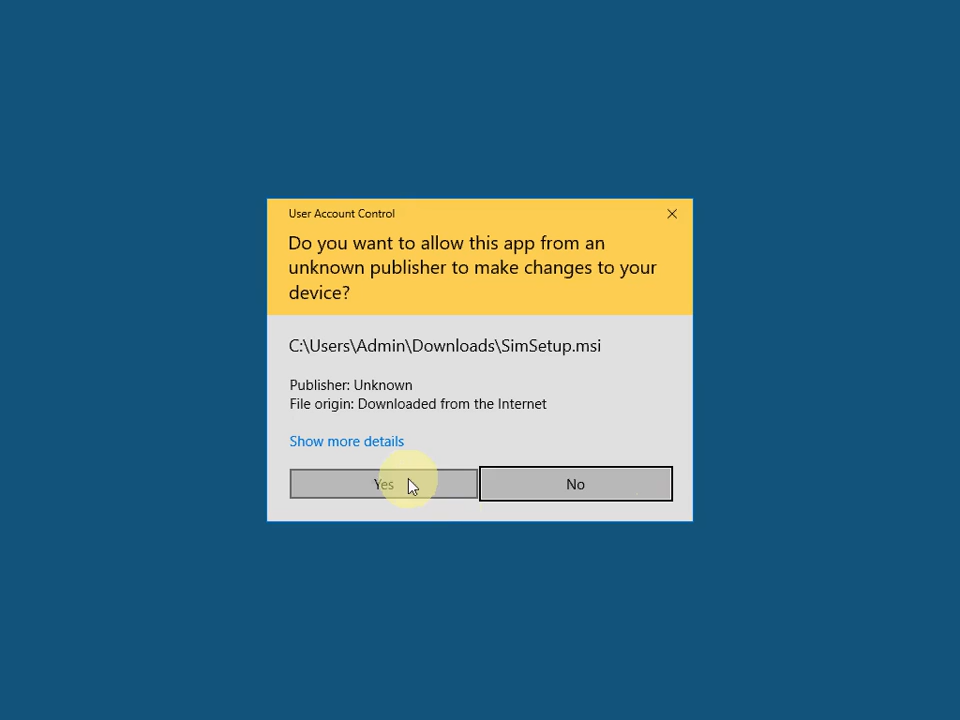 User Account Control
Do you want to allow this app from an
unknown publisher to make changes to your
device?
C:\Users\Admin\Downloads\SimSetup.msi
Publisher: Unknown
File origin: Downloaded from the Internet
Show more details
Yes No